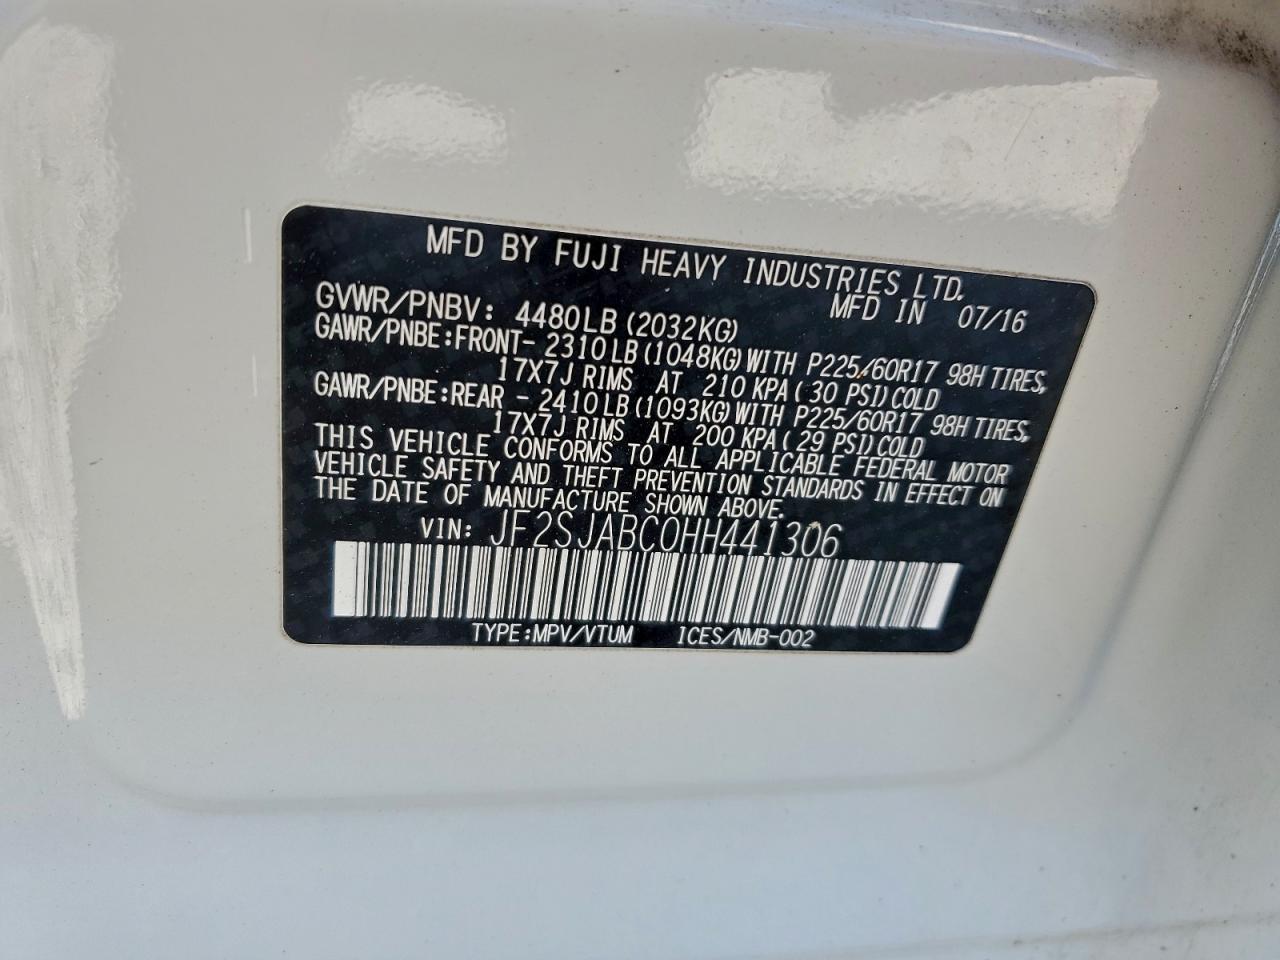 MFD BY FUJI HEAVY INDUSTRIES LTD.
MFD IN 07/16
GVWR/PNBV: 4480LB (2032KG)
GAWR/PNBE:FRONT- 2310LB(1048KG)WITH P225/60R17 98H TIRES,
17X7J RIMS AT 210 KPA(30 PSI)COLD
GAWR/PNBE:REAR - 2410LB(1093KG)WITH P225/60R17 98H TIRES,
17X7J RIMS AT 200 KPA(29 PSI)COLD
THIS VEHICLE CONFORMS TO ALL APPLICABLE FEDERAL MOTOR
VEHICLE SAFETY AND THEFT PREVENTION STANDARDS IN EFFECT ON
THE DATE OF MANUFACTURE SHOWN ABOVE.
VIN: JF2SJABC0HH441306
TYPE:MPV/VTUM ICES/NMB-002